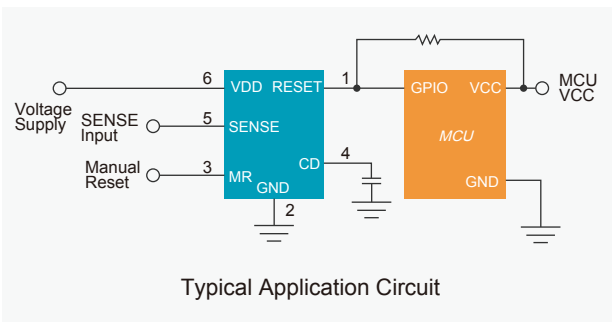 Voltage
Supply
SENSE
Input
Manual
Reset
6
5
3
VDD RESET
SENSE
CD
MR
GND
1
4
2
GPIO VCC
MCU
GND
MCU
VCC
Typical Application Circuit